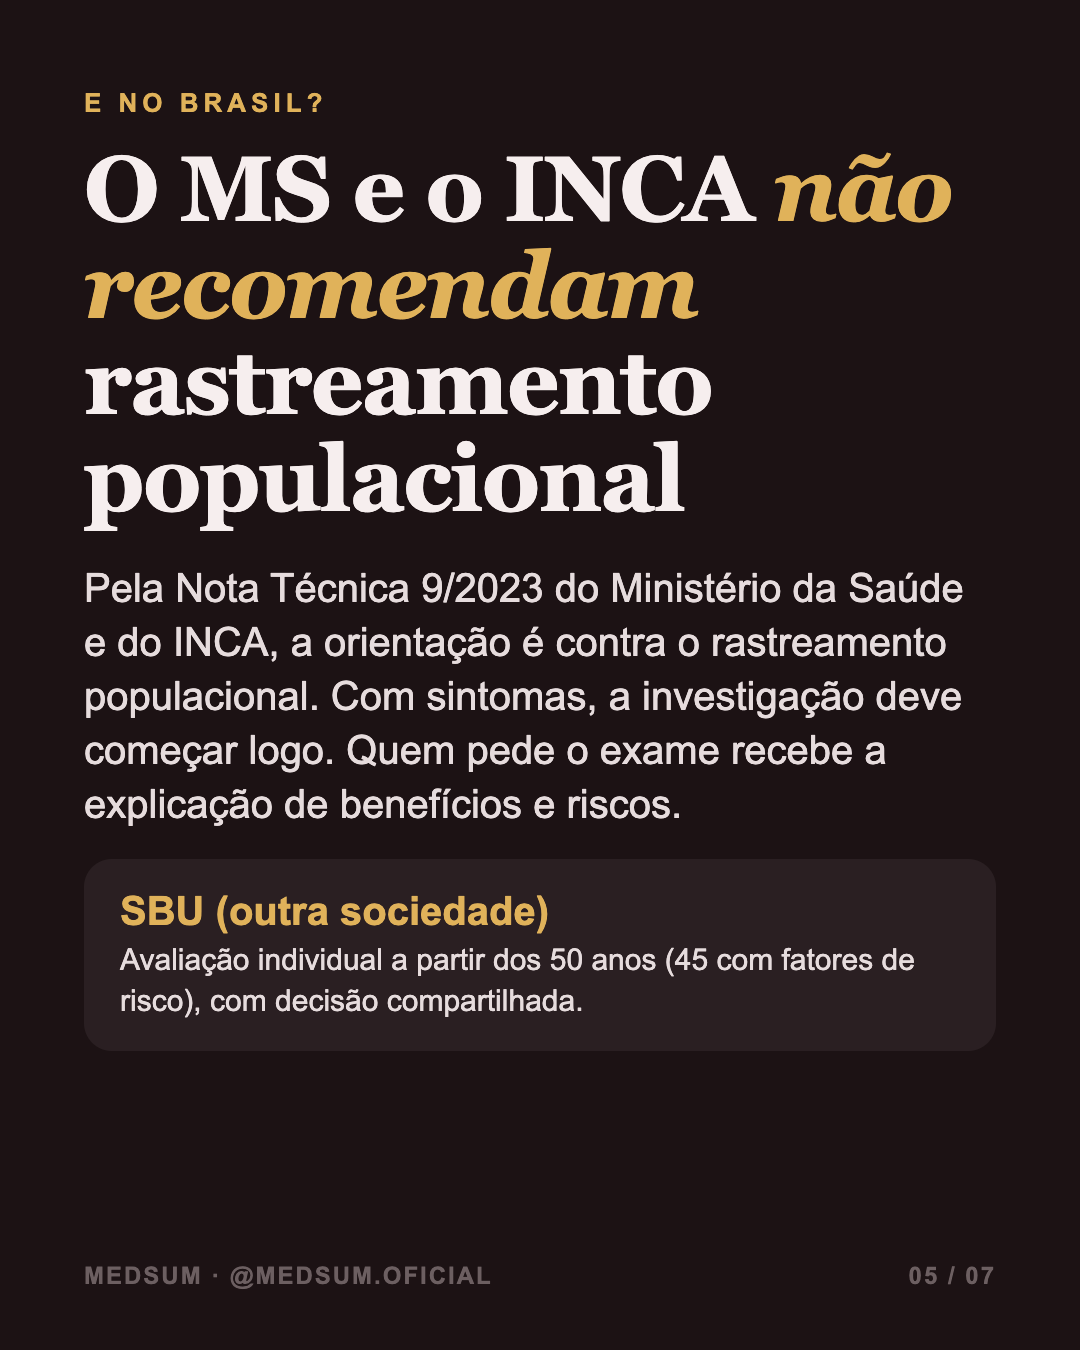 E NO BRASIL?
O MS e o INCA não
recomendam
rastreamento
populacional
Pela Nota Técnica 9/2023 do Ministério da Saúde
e do INCA, a orientação é contra o rastreamento
populacional. Com sintomas, a investigação deve
começar logo. Quem pede o exame recebe a
explicação de benefícios e riscos.
SBU (outra sociedade)
Avaliação individual a partir dos 50 anos (45 com fatores de
risco), com decisão compartilhada.
MEDSUM · @MEDSUM.OFICIAL
05 / 07